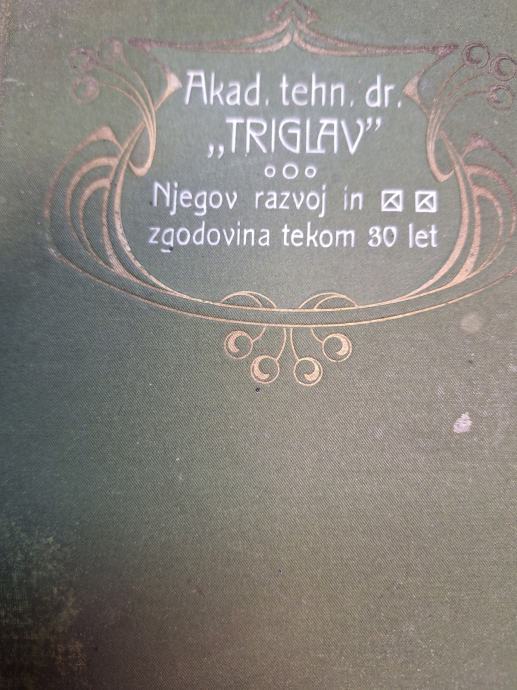 Akad. tehn. dr.
„TRIGLAV”
Njegov razvoj in
zgodovina tekom 30 let